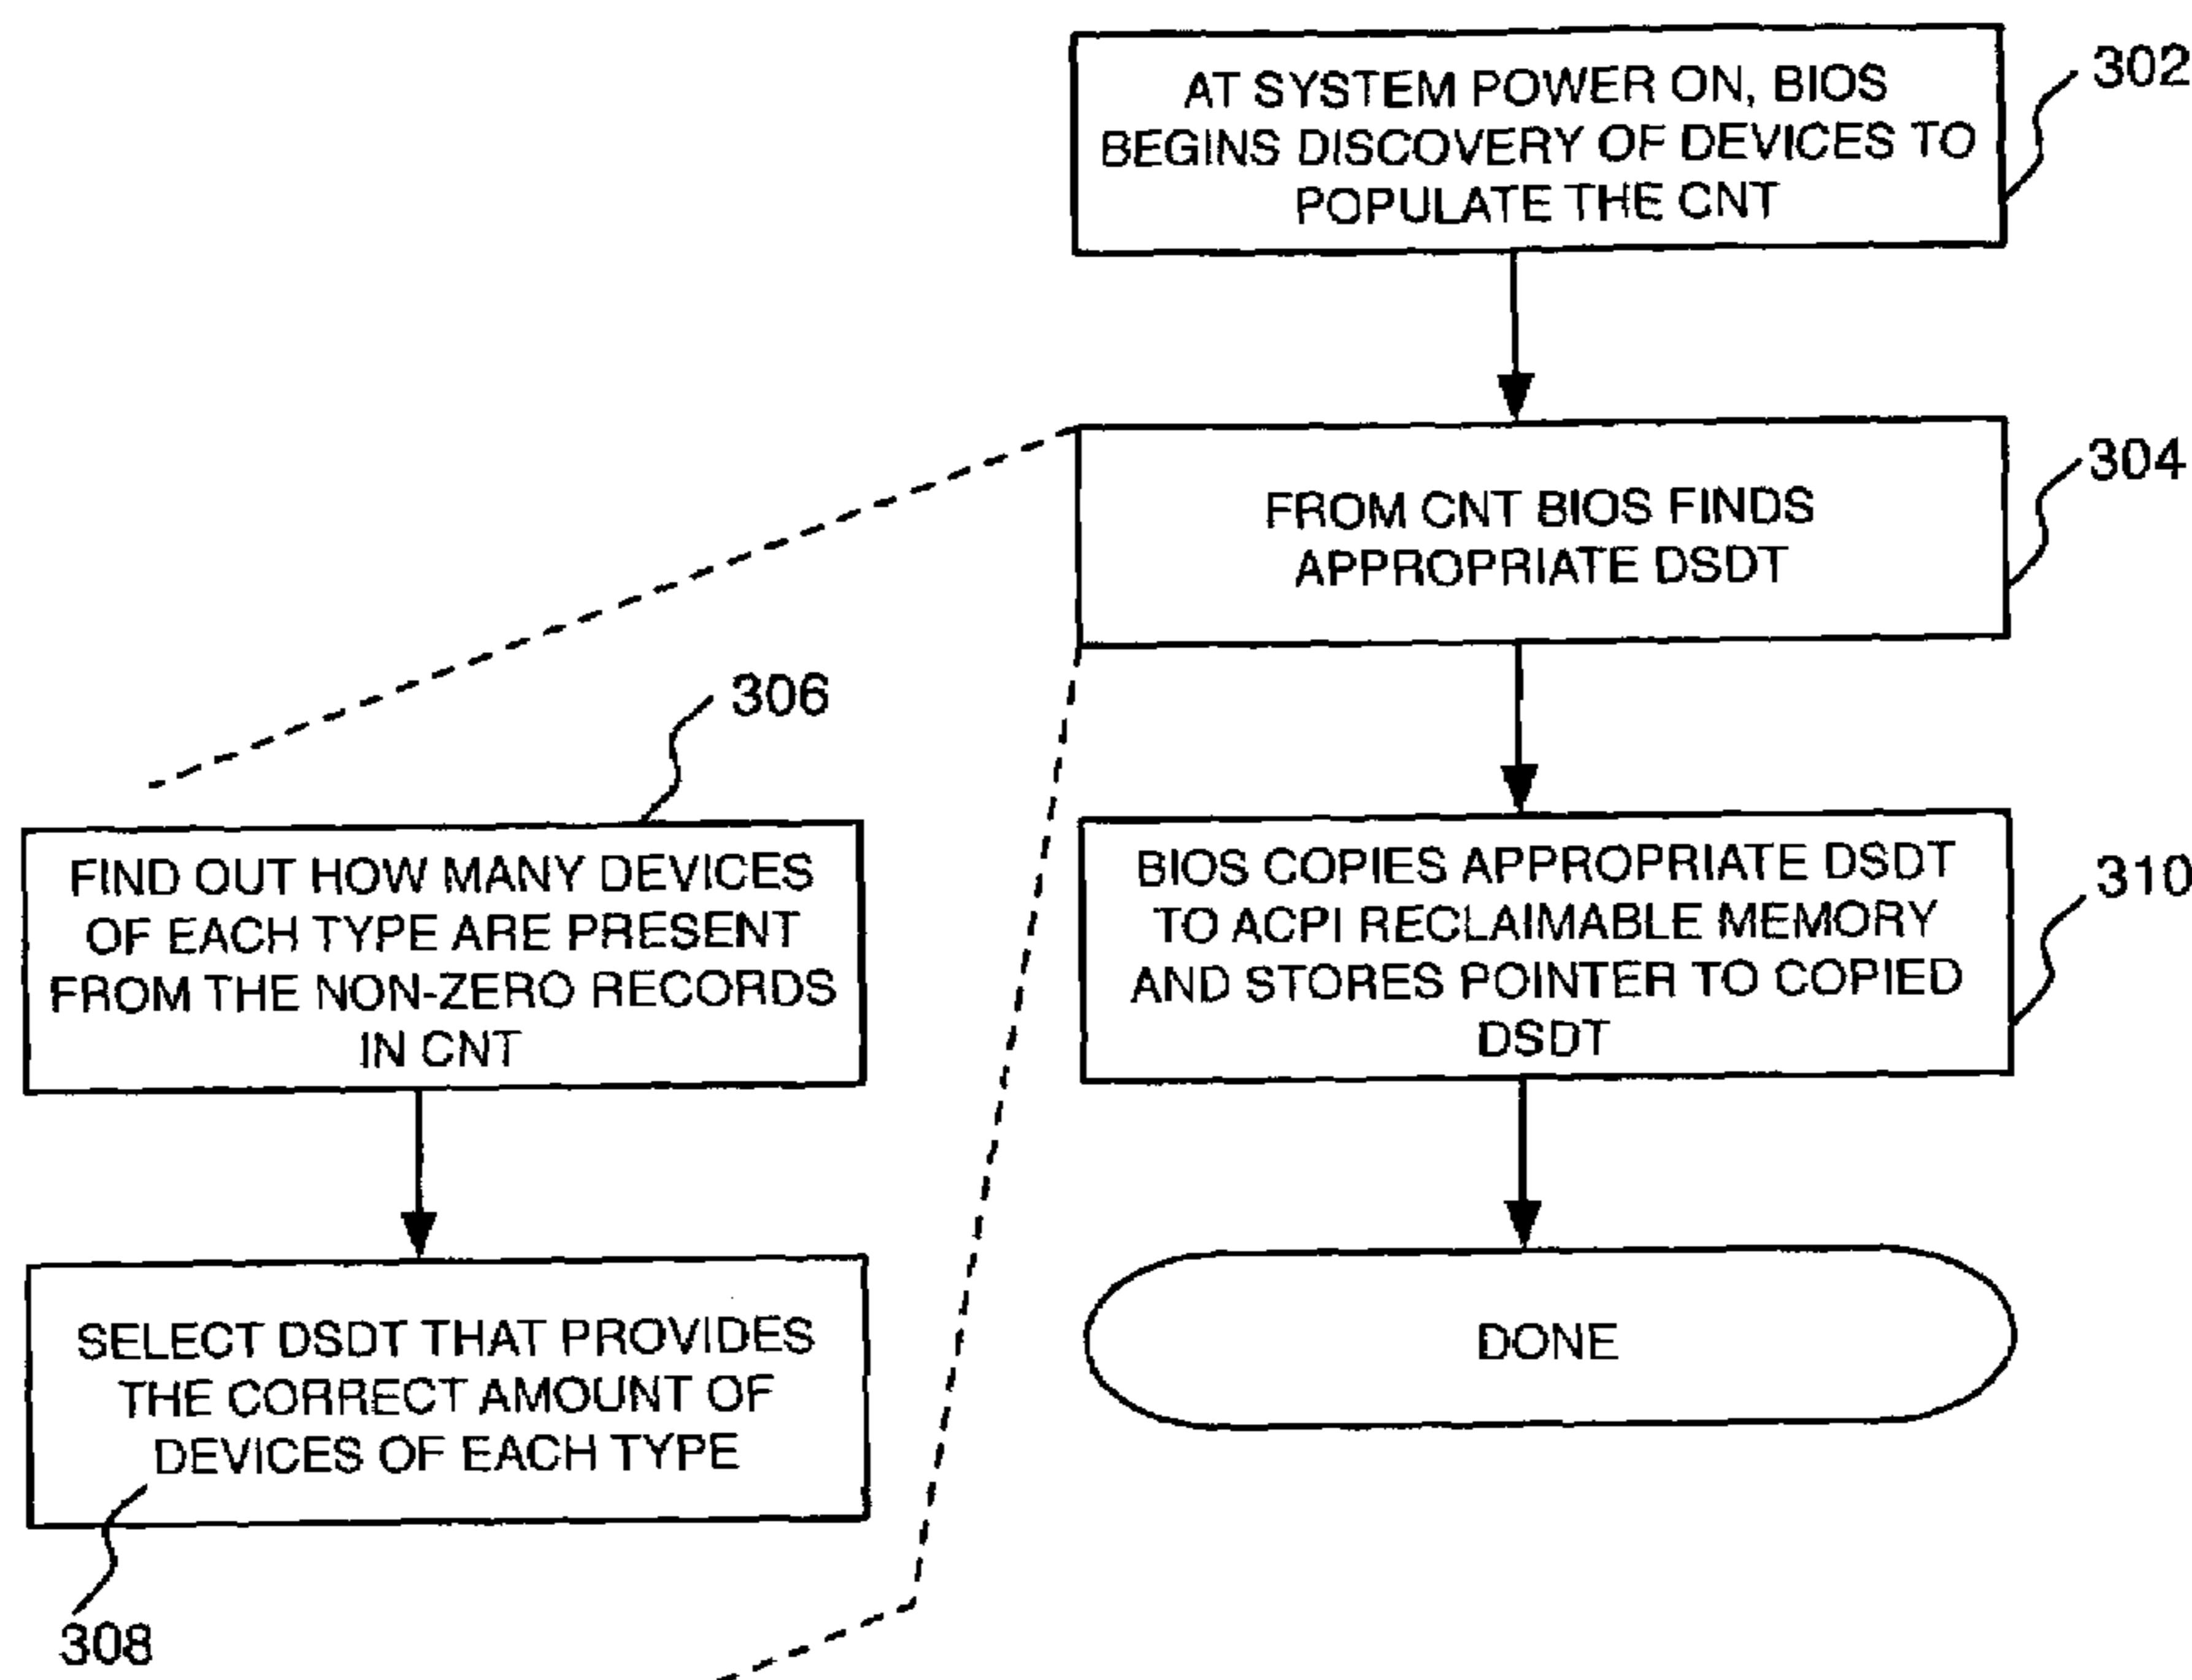 AT SYSTEM POWER ON, BIOS
BEGINS DISCOVERY OF DEVICES TO
POPULATE THE CNT
302
FROM CNT BIOS FINDS
APPROPRIATE DSDT
304
306
FIND OUT HOW MANY DEVICES
OF EACH TYPE ARE PRESENT
FROM THE NON-ZERO RECORDS
IN CNT
SELECT DSDT THAT PROVIDES
THE CORRECT AMOUNT OF
DEVICES OF EACH TYPE
308
BIOS COPIES APPROPRIATE DSDT
TO ACPI RECLAIMABLE MEMORY
AND STORES POINTER TO COPIED
DSDT
310
DONE